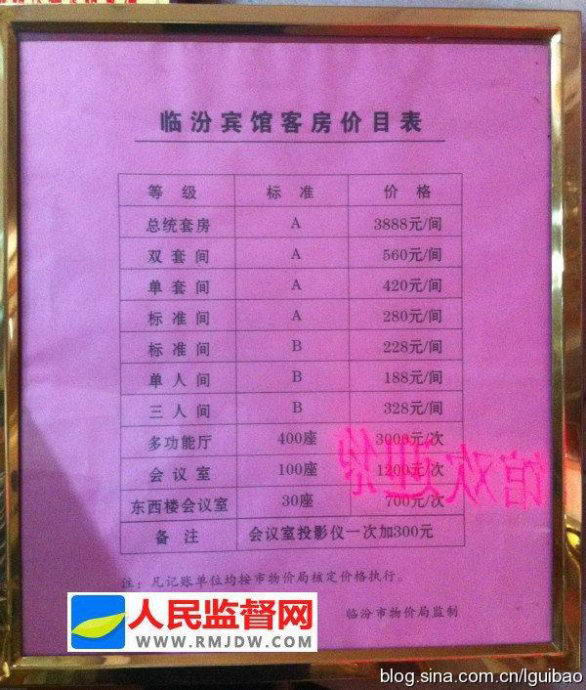 临汾宾馆客房价目表
等级 标准 价格
总统套房 A 3888元/间
双套间 A 560元/间
单套间 A 420元/间
标准间 A 280元/间
标准间 B 228元/间
单人间 B 188元/间
三人间 B 328元/间
多功能厅 400座 3000元/次
会议室 100座 1200元/次
东西楼会议室 30座 700元/次
备注 会议室投影仪一次加300元
馆欢迎您
注：凡记账单位均按市物价局核定价格执行。
临汾市物价局监制
人民监督网
WWW.RMJDW.COM
blog.sina.com.cn/lguibao